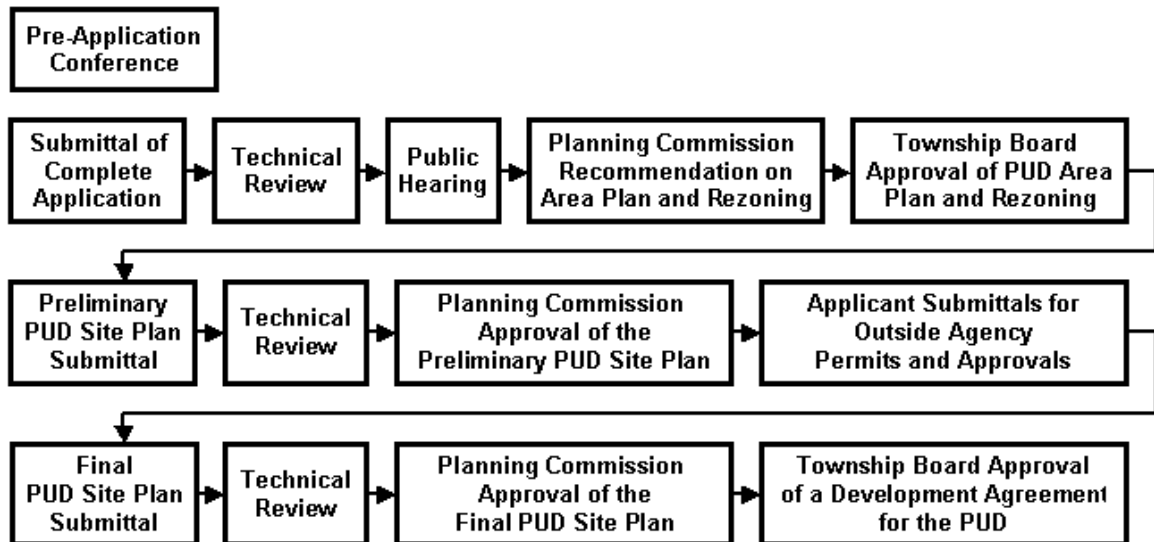 Pre-Application
Conference
Submittal of
Complete
Application
Technical
Review
Public
Hearing
Planning Commission
Recommendation on
Area Plan and Rezoning
Township Board
Approval of PUD Area
Plan and Rezoning
Preliminary
PUD Site Plan
Submittal
Technical
Review
Planning Commission
Approval of the
Preliminary PUD Site Plan
Applicant Submittals for
Outside Agency
Permits and Approvals
Final
PUD Site Plan
Submittal
Technical
Review
Planning Commission
Approval of the
Final PUD Site Plan
Township Board Approval
of a Development Agreement
for the PUD